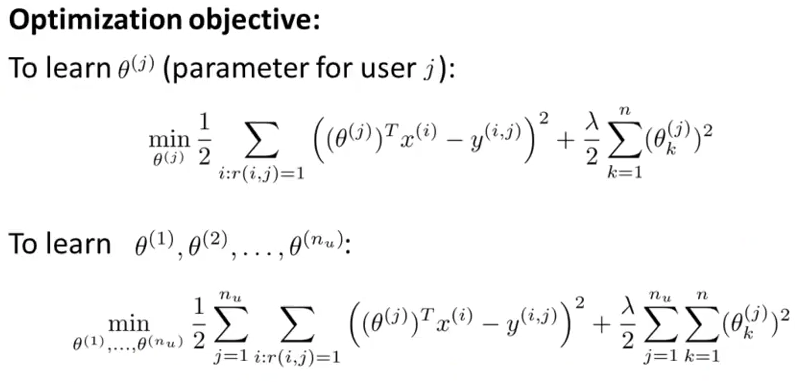 Optimization objective:
To learn $\theta^{(j)}$ (parameter for user $j$):
$\min_{\theta^{(j)}} \frac{1}{2} \sum_{i:r(i,j)=1} \left( (\theta^{(j)})^T x^{(i)} - y^{(i,j)} \right)^2 + \frac{\lambda}{2} \sum_{k=1}^{n} (\theta_k^{(j)})^2$
To learn $\theta^{(1)}, \theta^{(2)}, \ldots, \theta^{(n_u)}$:
$\min_{\theta^{(1)}, \ldots, \theta^{(n_u)}} \frac{1}{2} \sum_{j=1}^{n_u} \sum_{i:r(i,j)=1} \left( (\theta^{(j)})^T x^{(i)} - y^{(i,j)} \right)^2 + \frac{\lambda}{2} \sum_{j=1}^{n_u} \sum_{k=1}^{n} (\theta_k^{(j)})^2$